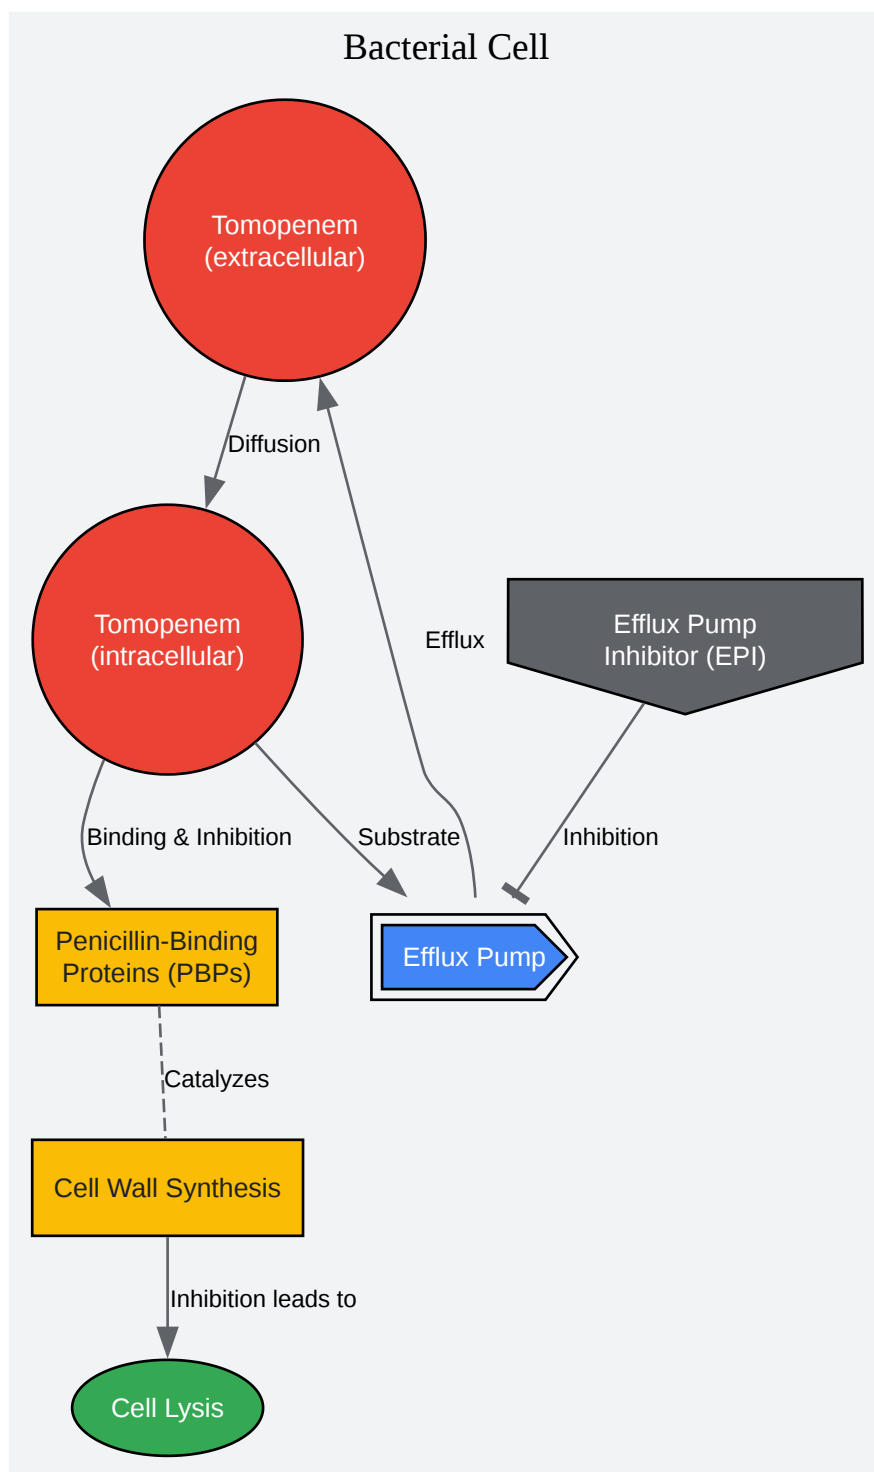 Bacterial Cell
Tomopenem
(extracellular)
Diffusion
Tomopenem
(intracellular)
Efflux
Efflux Pump
Inhibitor (EPI)
Binding & Inhibition
Substrate
Inhibition
Penicillin-Binding
Proteins (PBPs)
Efflux Pump
Catalyzes
Cell Wall Synthesis
Inhibition leads to
Cell Lysis